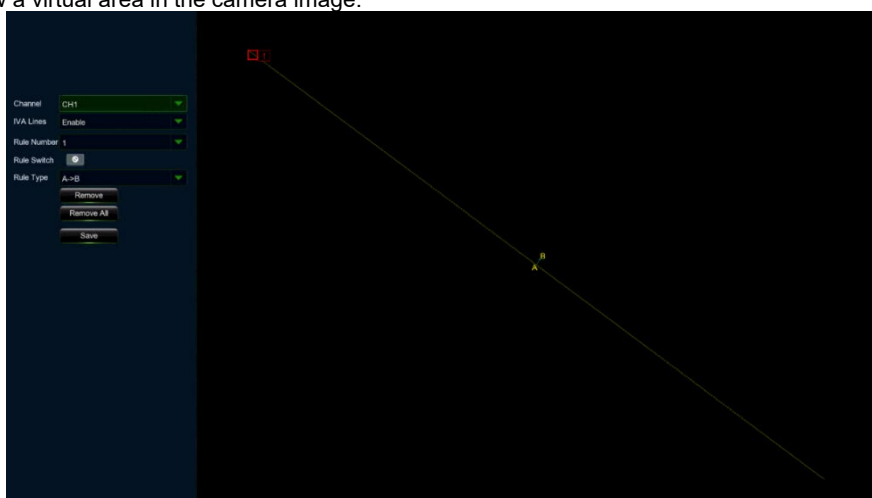 a virtual area in the camera image.
1
Channel CH1
IVA Lines Enable
Rule Number 1
Rule Switch
Rule Type A->B
Remove
Remove All
Save
B
A